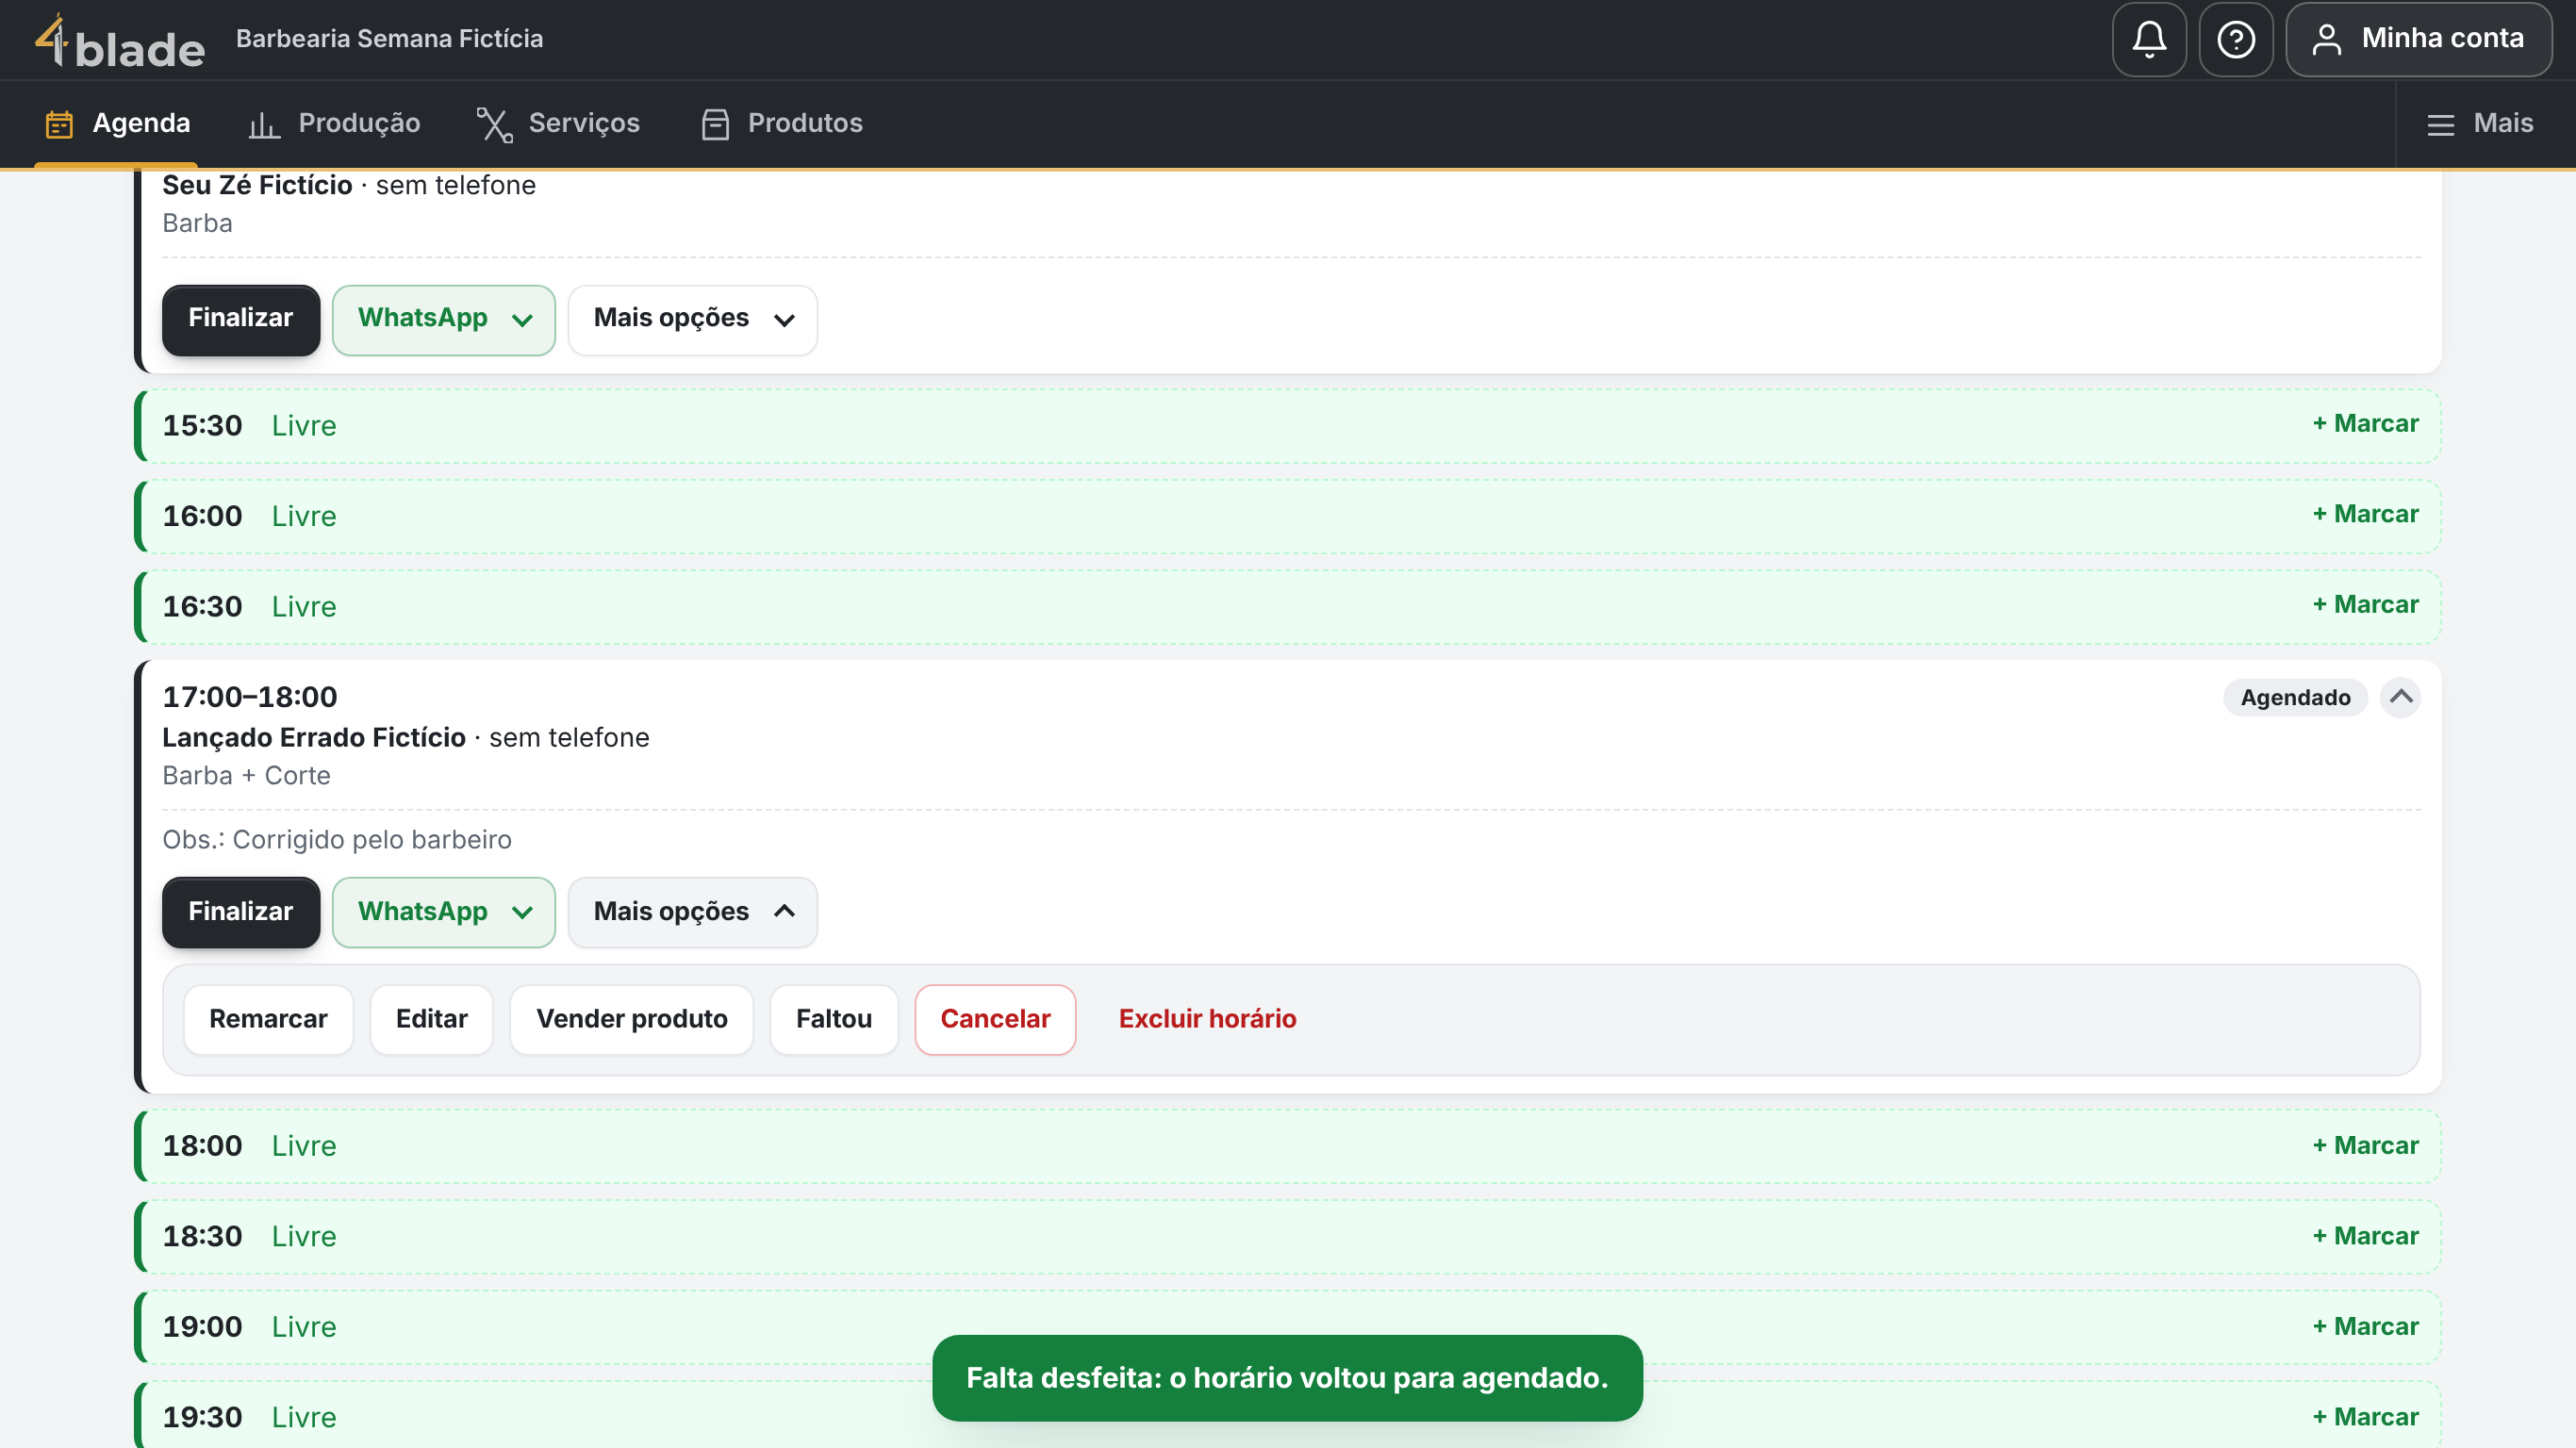 4blade
Barbearia Semana Fictícia
Minha conta
Agenda
Produção
Serviços
Produtos
Mais
Seu Zé Fictício · sem telefone
Barba
Finalizar
WhatsApp
Mais opções
15:30 Livre + Marcar
16:00 Livre + Marcar
16:30 Livre + Marcar
17:00–18:00 Agendado
Lançado Errado Fictício · sem telefone
Barba + Corte
Obs.: Corrigido pelo barbeiro
Finalizar
WhatsApp
Mais opções
Remarcar
Editar
Vender produto
Faltou
Cancelar
Excluir horário
18:00 Livre + Marcar
18:30 Livre + Marcar
19:00 Livre + Marcar
Falta desfeita: o horário voltou para agendado.
19:30 Livre + Marcar